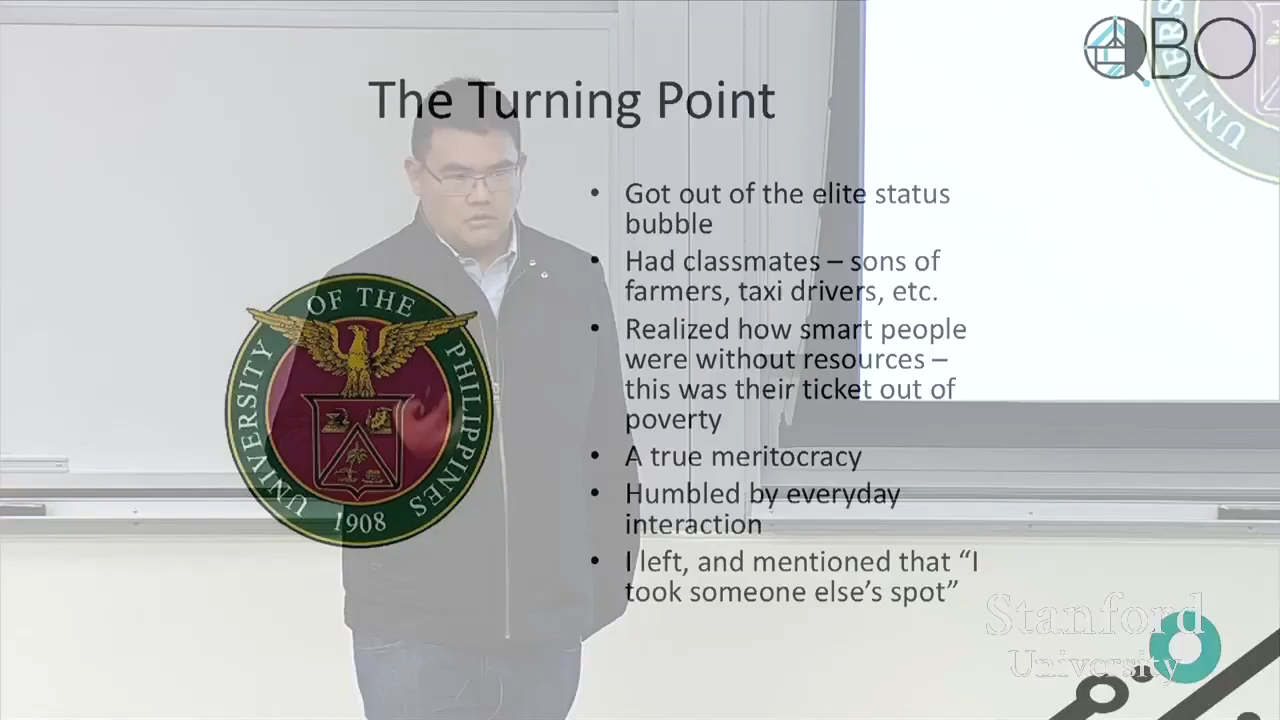 QBO
UNIVERS
The Turning Point
• Got out of the elite status
bubble
• Had classmates – sons of
farmers, taxi drivers, etc.
• Realized how smart people
were without resources –
this was their ticket out of
poverty
• A true meritocracy
• Humbled by everyday
interaction
• I left, and mentioned that “I
took someone else’s spot”
UNIVERSITY OF THE PHILIPPINES
1908
Stanford
University